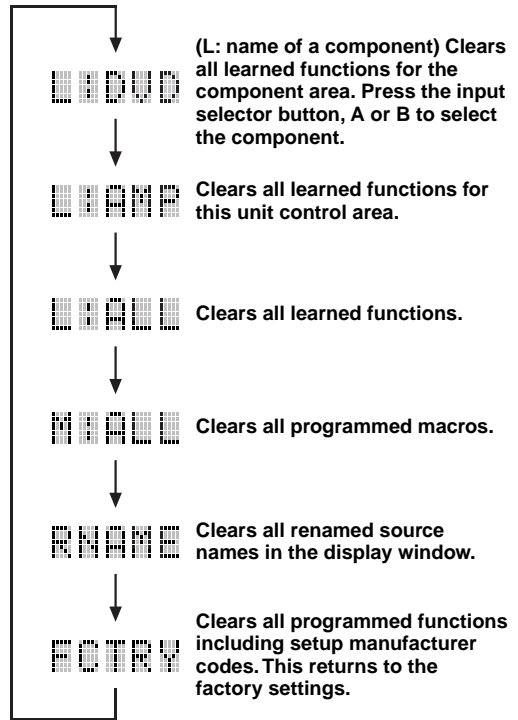 (L: name of a component) Clears
all learned functions for the
component area. Press the input
selector button, A or B to select
the component.
L:DVD
Clears all learned functions for
this unit control area.
L:AMP
Clears all learned functions.
L:ALL
Clears all programmed macros.
M:ALL
Clears all renamed source
names in the display window.
RNAME
Clears all programmed functions
including setup manufacturer
codes. This returns to the
factory settings.
FCTRY